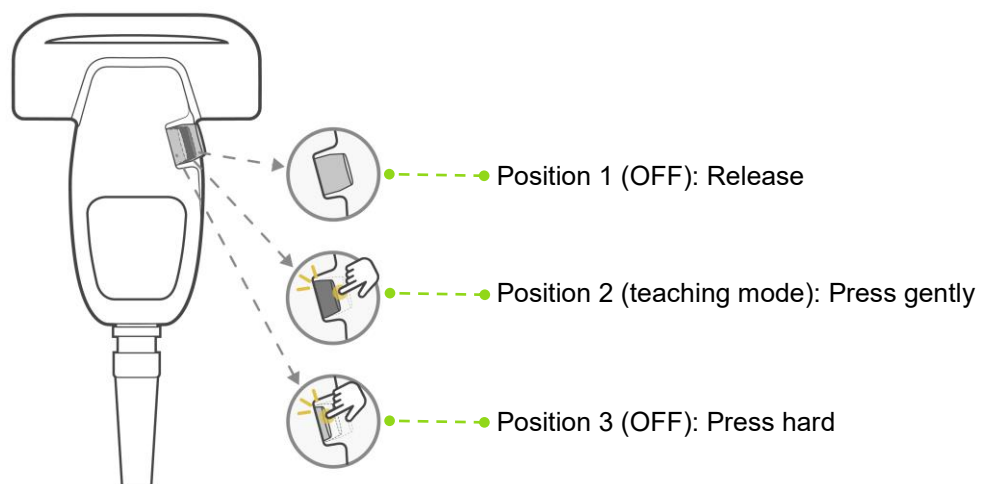 Position 1 (OFF): Release
Position 2 (teaching mode): Press gently
Position 3 (OFF): Press hard